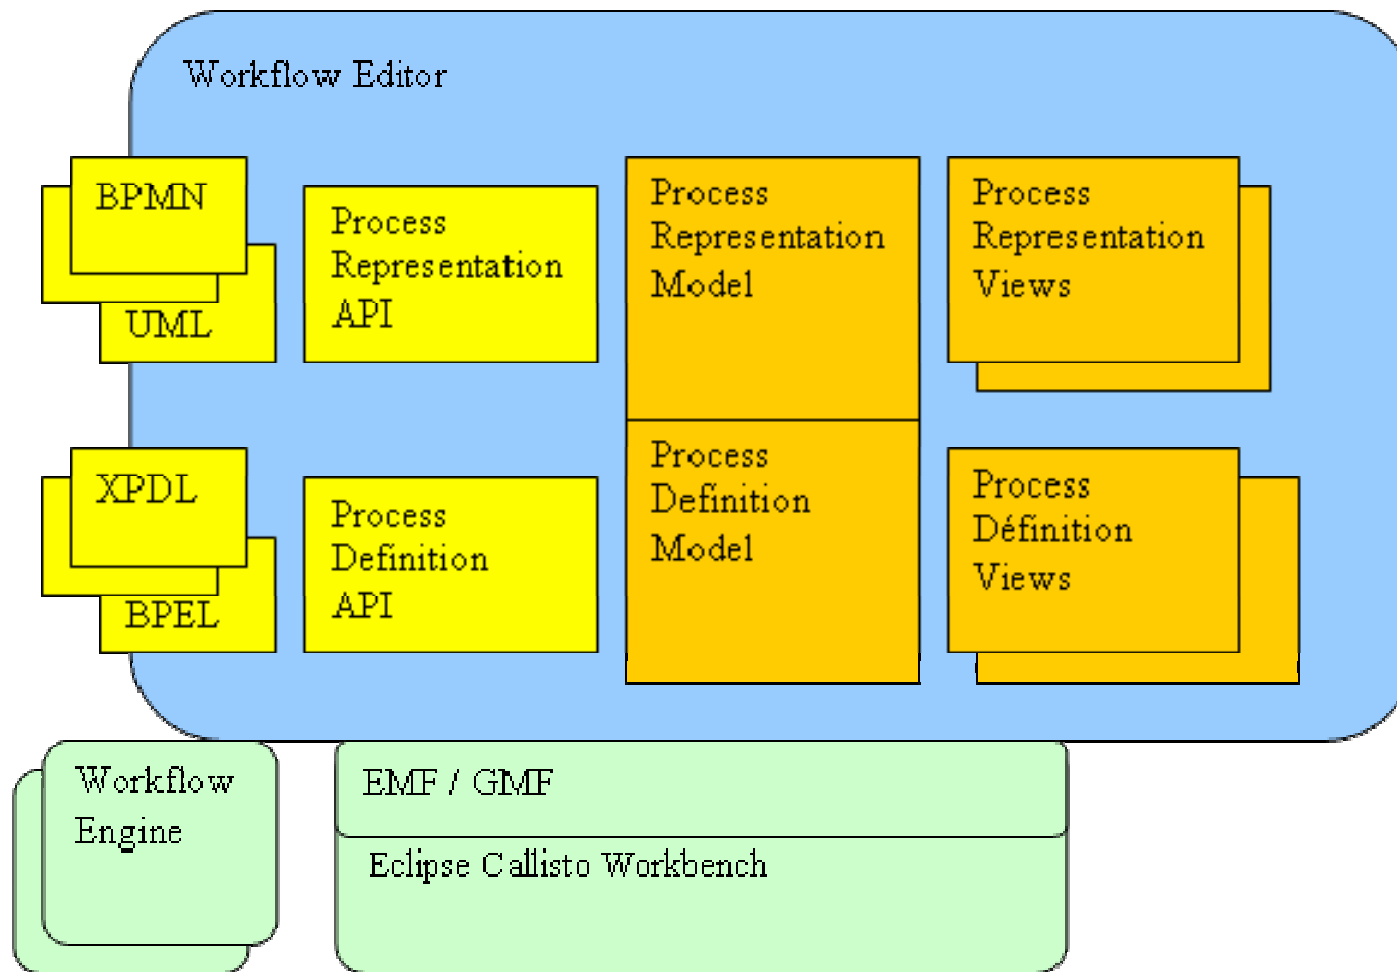 Workflow Editor
BPMN
UML
Process
Representation
API
Process
Representation
Model
Process
Representation
Views
XPDL
BPEL
Process
Definition
API
Process
Definition
Model
Process
Définition
Views
Workflow
Engine
EMF / GMF
Eclipse Callisto Workbench